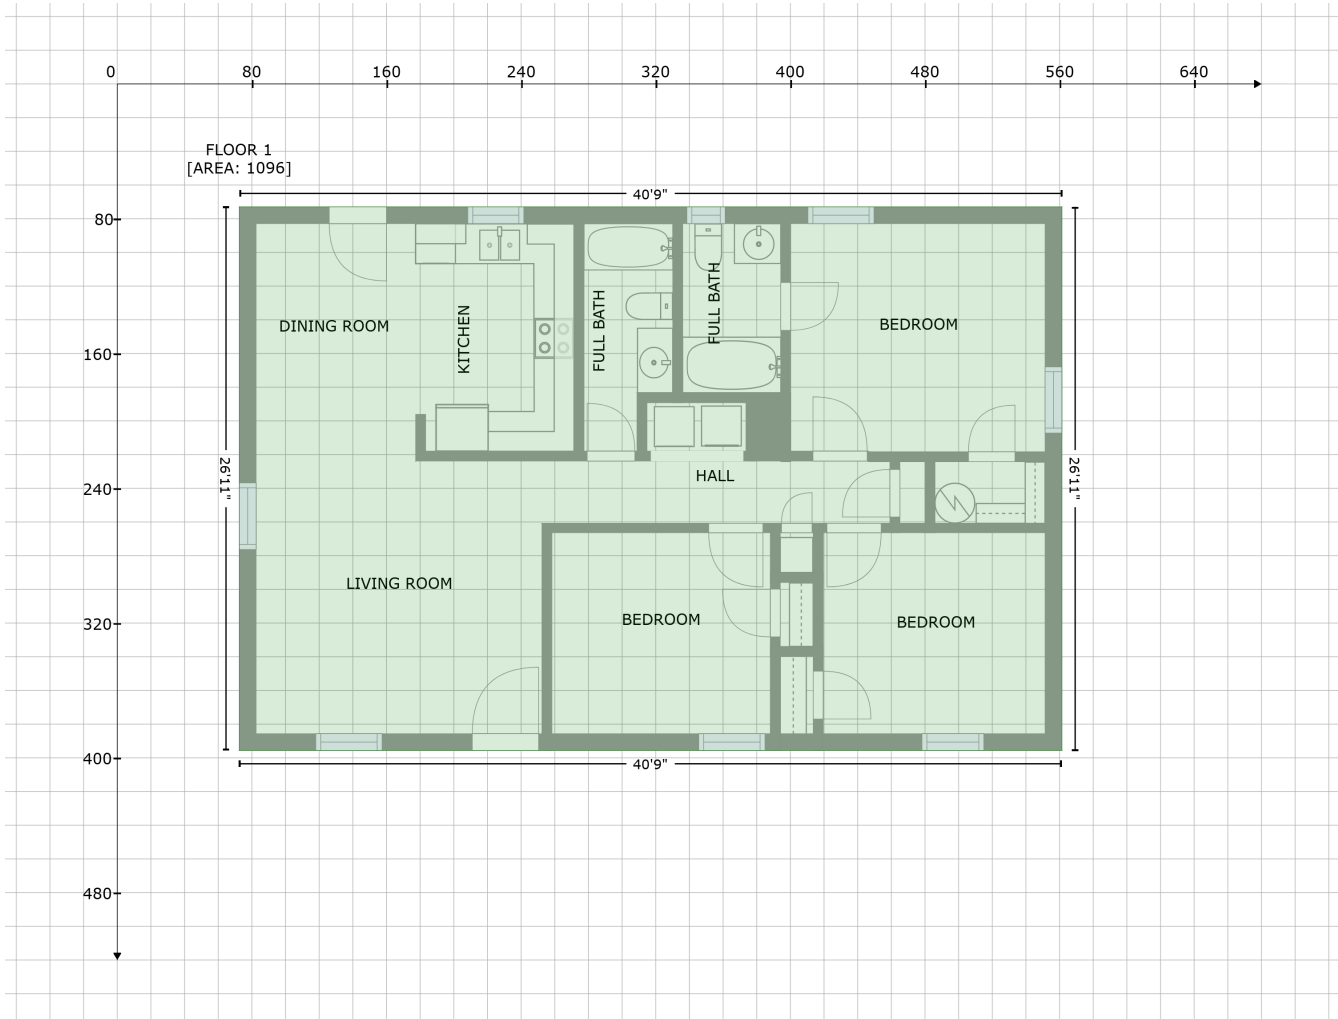 0 80 160 240 320 400 480 560 640
FLOOR 1
[AREA: 1096]
40'9"
80
160
240
320
400
480
26'11"
26'11"
DINING ROOM
KITCHEN
FULL BATH
FULL BATH
BEDROOM
HALL
LIVING ROOM
BEDROOM
BEDROOM
40'9"